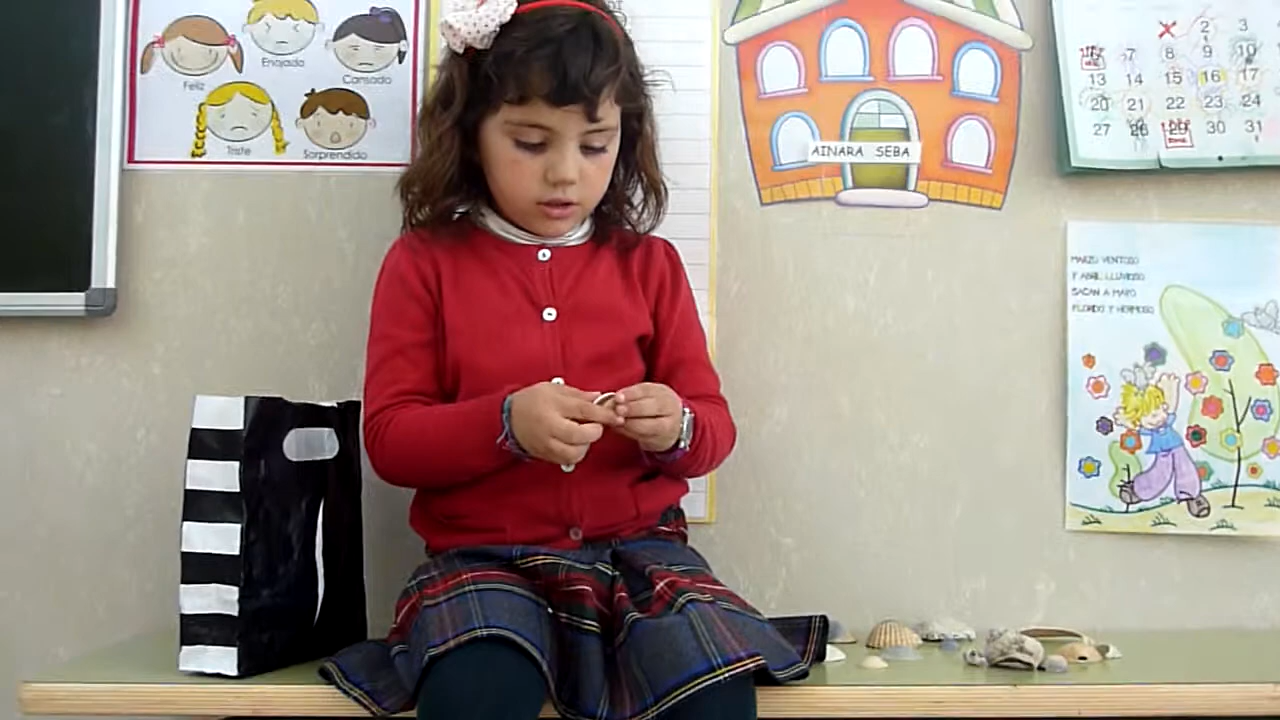 Enojado
Cansado
Feliz
Triste
Sorprendido
AINARA SEBA
2 3
7 8 9 10
13 14 15 16 17
20 21 22 23 24
27 28 29 30 31
MARZO VENTOSO
Y ABRIL LLUVIOSO
SACAN A MAYO
FLORIDO Y HERMOSO